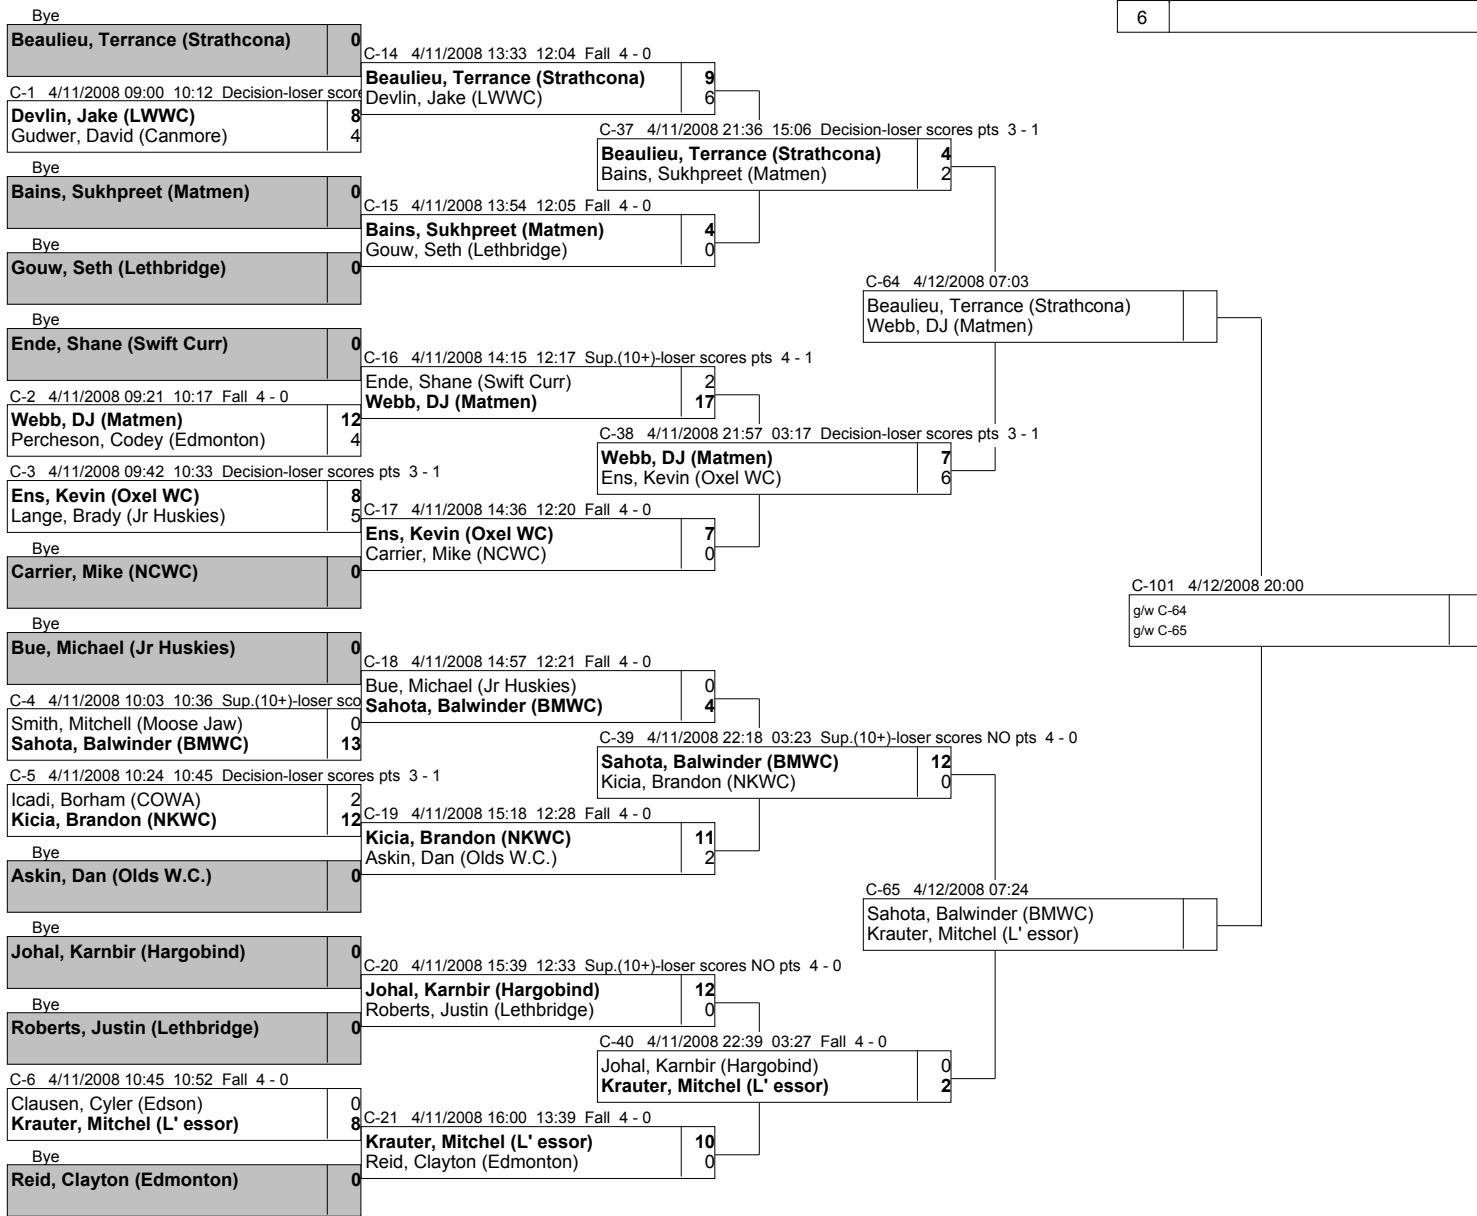 Bye
Beaulieu, Terrance (Strathcona) 0
C-1 4/11/2008 09:00 10:12 Decision-loser score
Devlin, Jake (LWWC) 8
Gudwer, David (Canmore) 4
Bye
Bains, Sukhpreet (Matmen) 0
Bye
Gouw, Seth (Lethbridge) 0
Bye
Ende, Shane (Swift Curr) 0
C-2 4/11/2008 09:21 10:17 Fall 4 - 0
Webb, DJ (Matmen) 12
Percheson, Codey (Edmonton) 4
C-3 4/11/2008 09:42 10:33 Decision-loser scores pts 3 - 1
Ens, Kevin (Oxel WC) 8
Lange, Brady (Jr Huskies) 5
Bye
Carrier, Mike (NCWC) 0
Bye
Bue, Michael (Jr Huskies) 0
C-4 4/11/2008 10:03 10:36 Sup.(10+)-loser sco
Smith, Mitchell (Moose Jaw) 0
Sahota, Balwinder (BMWC) 13
C-5 4/11/2008 10:24 10:45 Decision-loser scores pts 3 - 1
Icadi, Borham (COWA) 2
Kicia, Brandon (NKWC) 12
Bye
Askin, Dan (Olds W.C.) 0
Bye
Johal, Karnbir (Hargobind) 0
Bye
Roberts, Justin (Lethbridge) 0
C-6 4/11/2008 10:45 10:52 Fall 4 - 0
Clausen, Cyler (Edson) 0
Krauter, Mitchel (L' essor) 8
Bye
Reid, Clayton (Edmonton) 0
C-14 4/11/2008 13:33 12:04 Fall 4 - 0
Beaulieu, Terrance (Strathcona) 9
Devlin, Jake (LWWC) 6
C-15 4/11/2008 13:54 12:05 Fall 4 - 0
Bains, Sukhpreet (Matmen) 4
Gouw, Seth (Lethbridge) 0
C-16 4/11/2008 14:15 12:17 Sup.(10+)-loser scores pts 4 - 1
Ende, Shane (Swift Curr) 2
Webb, DJ (Matmen) 17
C-17 4/11/2008 14:36 12:20 Fall 4 - 0
Ens, Kevin (Oxel WC) 7
Carrier, Mike (NCWC) 0
C-18 4/11/2008 14:57 12:21 Fall 4 - 0
Bue, Michael (Jr Huskies) 0
Sahota, Balwinder (BMWC) 4
C-19 4/11/2008 15:18 12:28 Fall 4 - 0
Kicia, Brandon (NKWC) 11
Askin, Dan (Olds W.C.) 2
C-20 4/11/2008 15:39 12:33 Sup.(10+)-loser scores NO pts 4 - 0
Johal, Karnbir (Hargobind) 12
Roberts, Justin (Lethbridge) 0
C-21 4/11/2008 16:00 13:39 Fall 4 - 0
Krauter, Mitchel (L' essor) 10
Reid, Clayton (Edmonton) 0
C-37 4/11/2008 21:36 15:06 Decision-loser scores pts 3 - 1
Beaulieu, Terrance (Strathcona) 4
Bains, Sukhpreet (Matmen) 2
C-38 4/11/2008 21:57 03:17 Decision-loser scores pts 3 - 1
Webb, DJ (Matmen) 7
Ens, Kevin (Oxel WC) 6
C-39 4/11/2008 22:18 03:23 Sup.(10+)-loser scores NO pts 4 - 0
Sahota, Balwinder (BMWC) 12
Kicia, Brandon (NKWC) 0
C-40 4/11/2008 22:39 03:27 Fall 4 - 0
Johal, Karnbir (Hargobind) 0
Krauter, Mitchel (L' essor) 2
C-64 4/12/2008 07:03
Beaulieu, Terrance (Strathcona)
Webb, DJ (Matmen)
C-65 4/12/2008 07:24
Sahota, Balwinder (BMWC)
Krauter, Mitchel (L' essor)
6
C-101 4/12/2008 20:00
g/w C-64
g/w C-65